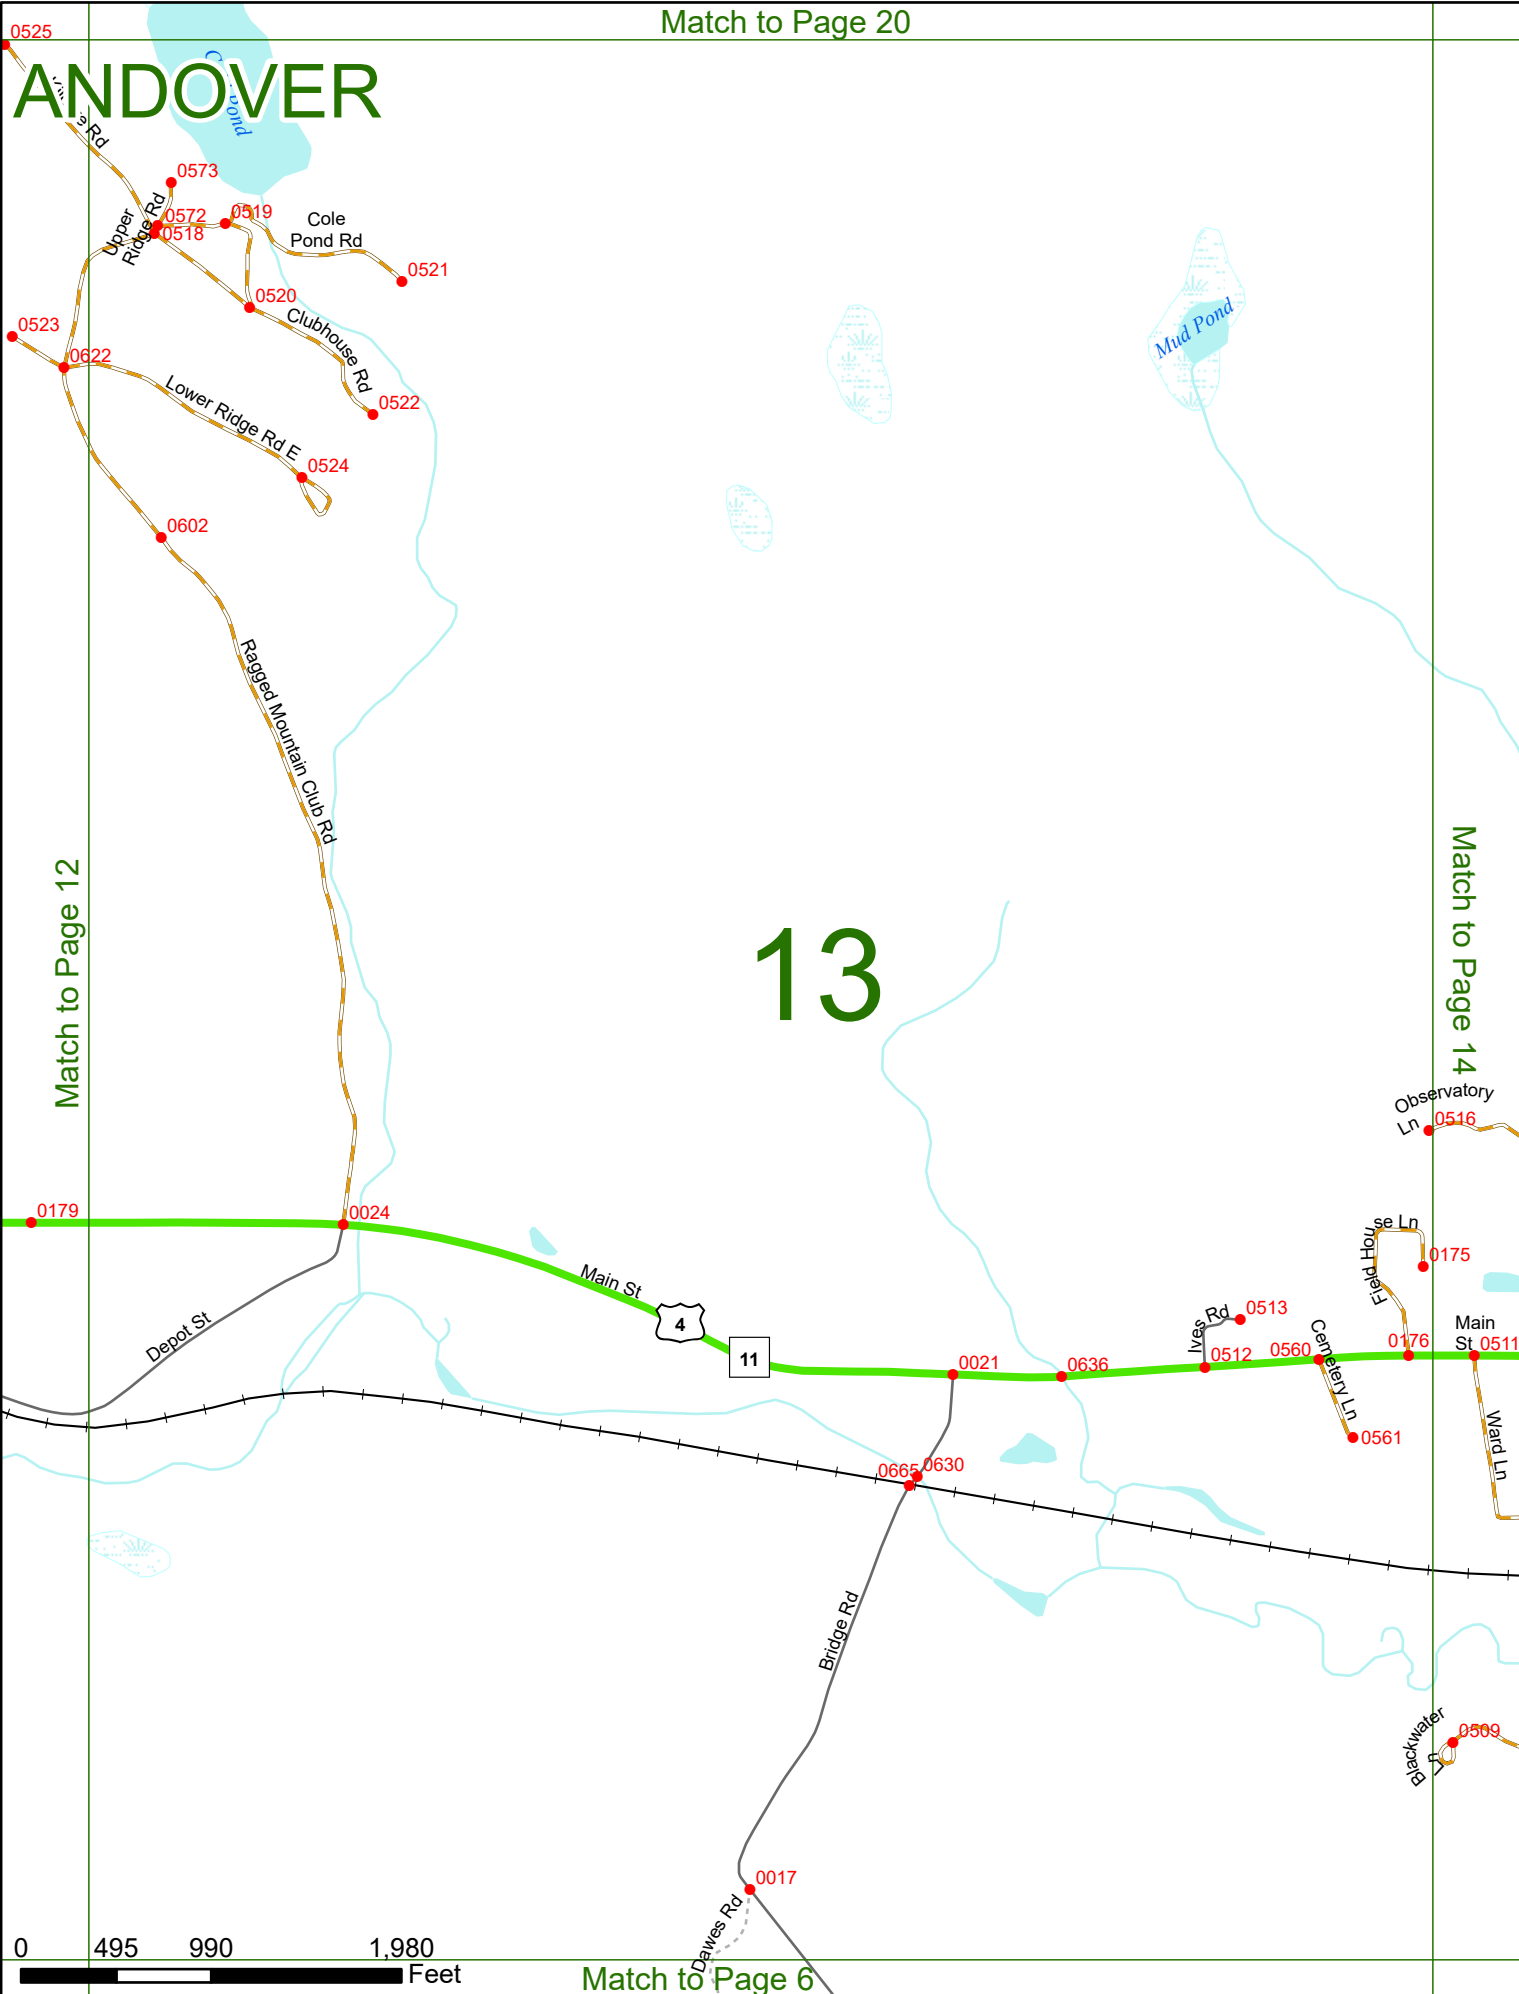 Match to Page 20
0525
ANDOVER
Pond
Rd
0573
Upper
Ridge Rd
0572
0518
0519
Cole
Pond Rd
0521
0520
Clubhouse Rd
0523
0622
Mud Pond
0522
Lower Ridge Rd E
0524
0602
Ragged Mountain Club Rd
Match to Page 12
13
Match to Page 14
Observatory
Ln
0516
0179
0024
Field Hou
se Ln
0175
Main St
4
11
Depot St
Ives Rd
0513
0021
0636
0512
0560
Cemetery Ln
0176
Main
St
0511
0561
Ward Ln
0665
0630
Bridge Rd
Blackwater
Ln
0509
0017
Dawes Rd
0 495 990 1,980
Feet
Match to Page 6